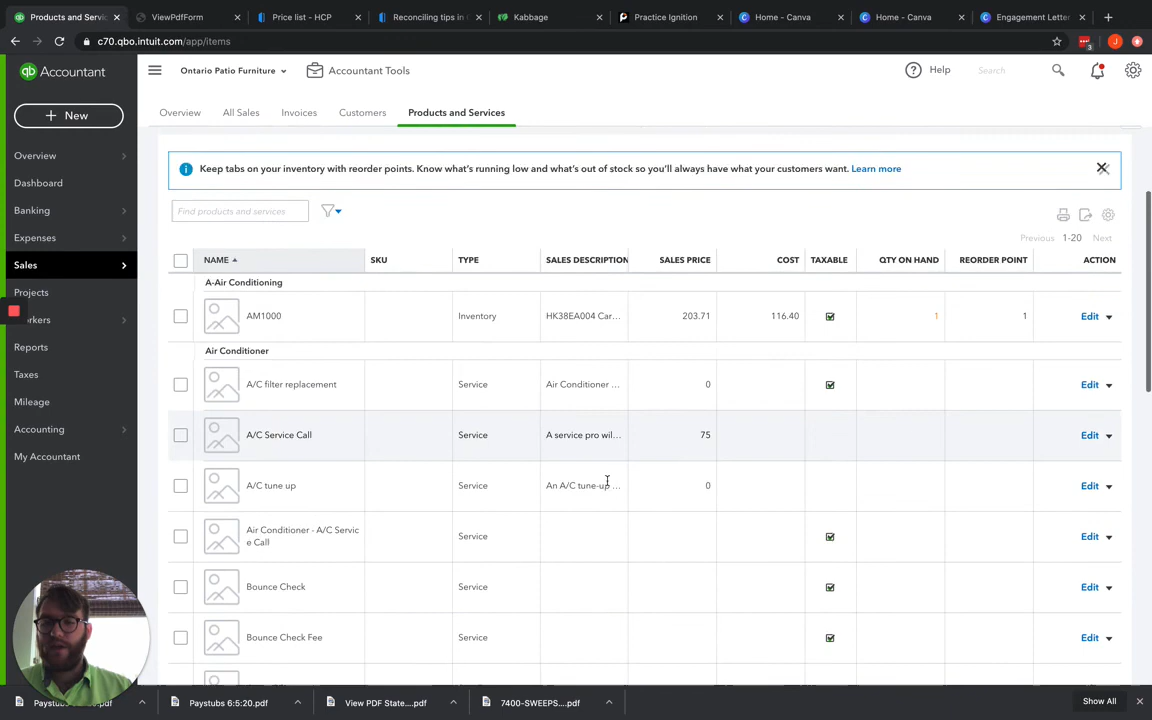 Products and Servic
ViewPdfForm
Price list - HCP
Reconciling tips in
Kabbage
Practice Ignition
Home - Canva
Home - Canva
Engagement Letter
c70.qbo.intuit.com/app/items
3
J
qb Accountant
Ontario Patio Furniture
Accountant Tools
Help
Search
+ New
Overview All Sales Invoices Customers Products and Services
Overview
Dashboard
Banking
Expenses
Sales
Projects
orkers
Reports
Taxes
Mileage
Accounting
My Accountant
Keep tabs on your inventory with reorder points. Know what's running low and what's out of stock so you'll always have what your customers want. Learn more
Find products and services
Previous 1-20 Next
NAME SKU TYPE SALES DESCRIPTION SALES PRICE COST TAXABLE QTY ON HAND REORDER POINT ACTION
A-Air Conditioning
AM1000 Inventory HK38EA004 Car... 203.71 116.40 1 1 Edit
Air Conditioner
A/C filter replacement Service Air Conditioner ... 0 Edit
A/C Service Call Service A service pro wil... 75 Edit
A/C tune up Service An A/C tune-up ... 0 Edit
Air Conditioner - A/C Servic
e Call Service Edit
Bounce Check Service Edit
Bounce Check Fee Service Edit
Paystubs
.pdf
Paystubs 6:5:20.pdf
View PDF State....pdf
7400-SWEEPS....pdf
Show All